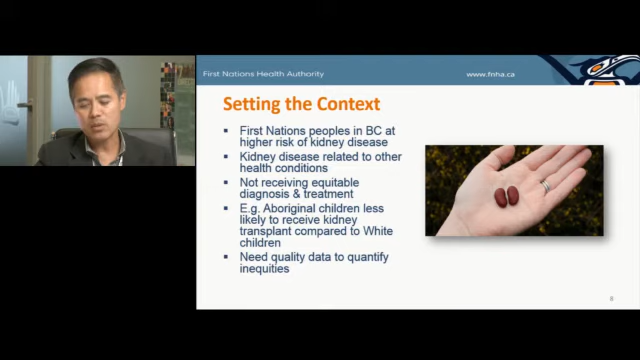 First Nations Health Authority
www.fnha.ca
Setting the Context
▪ First Nations peoples in BC at
higher risk of kidney disease
▪ Kidney disease related to other
health conditions
▪ Not receiving equitable
diagnosis & treatment
▪ E.g. Aboriginal children less
likely to receive kidney
transplant compared to White
children
▪ Need quality data to quantify
inequities
8